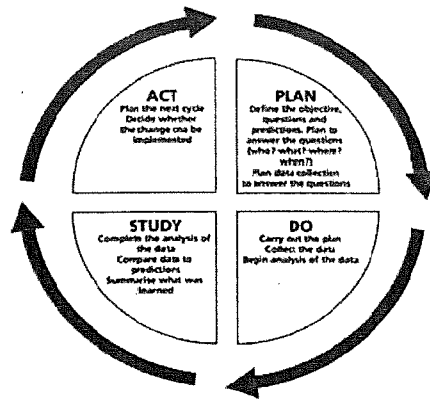 ACT
Plan the next cycle
Decide whether
the change cna be
implemented
PLAN
Define the objective,
questions and
predictions. Plan to
answer the questions
(who? what? where?
when?)
Plan data collection
to answer the questions
STUDY
Complete the analysis of
the data
Compare data to
predictions
Summarise what was
learned
DO
Carry out the plan
Collect the data
Begin analysis of the data